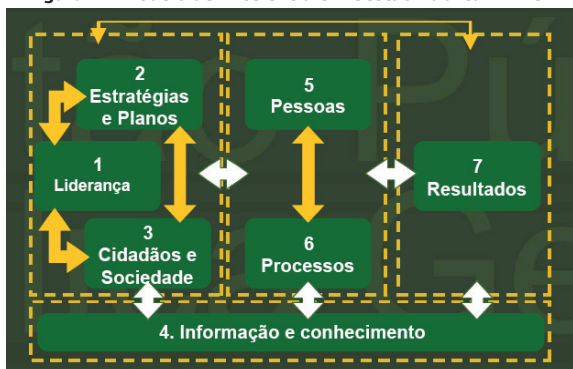 2
Estratégias
e Planos
1
Liderança
3
Cidadãos e
Sociedade
5
Pessoas
6
Processos
7
Resultados
4. Informação e conhecimento